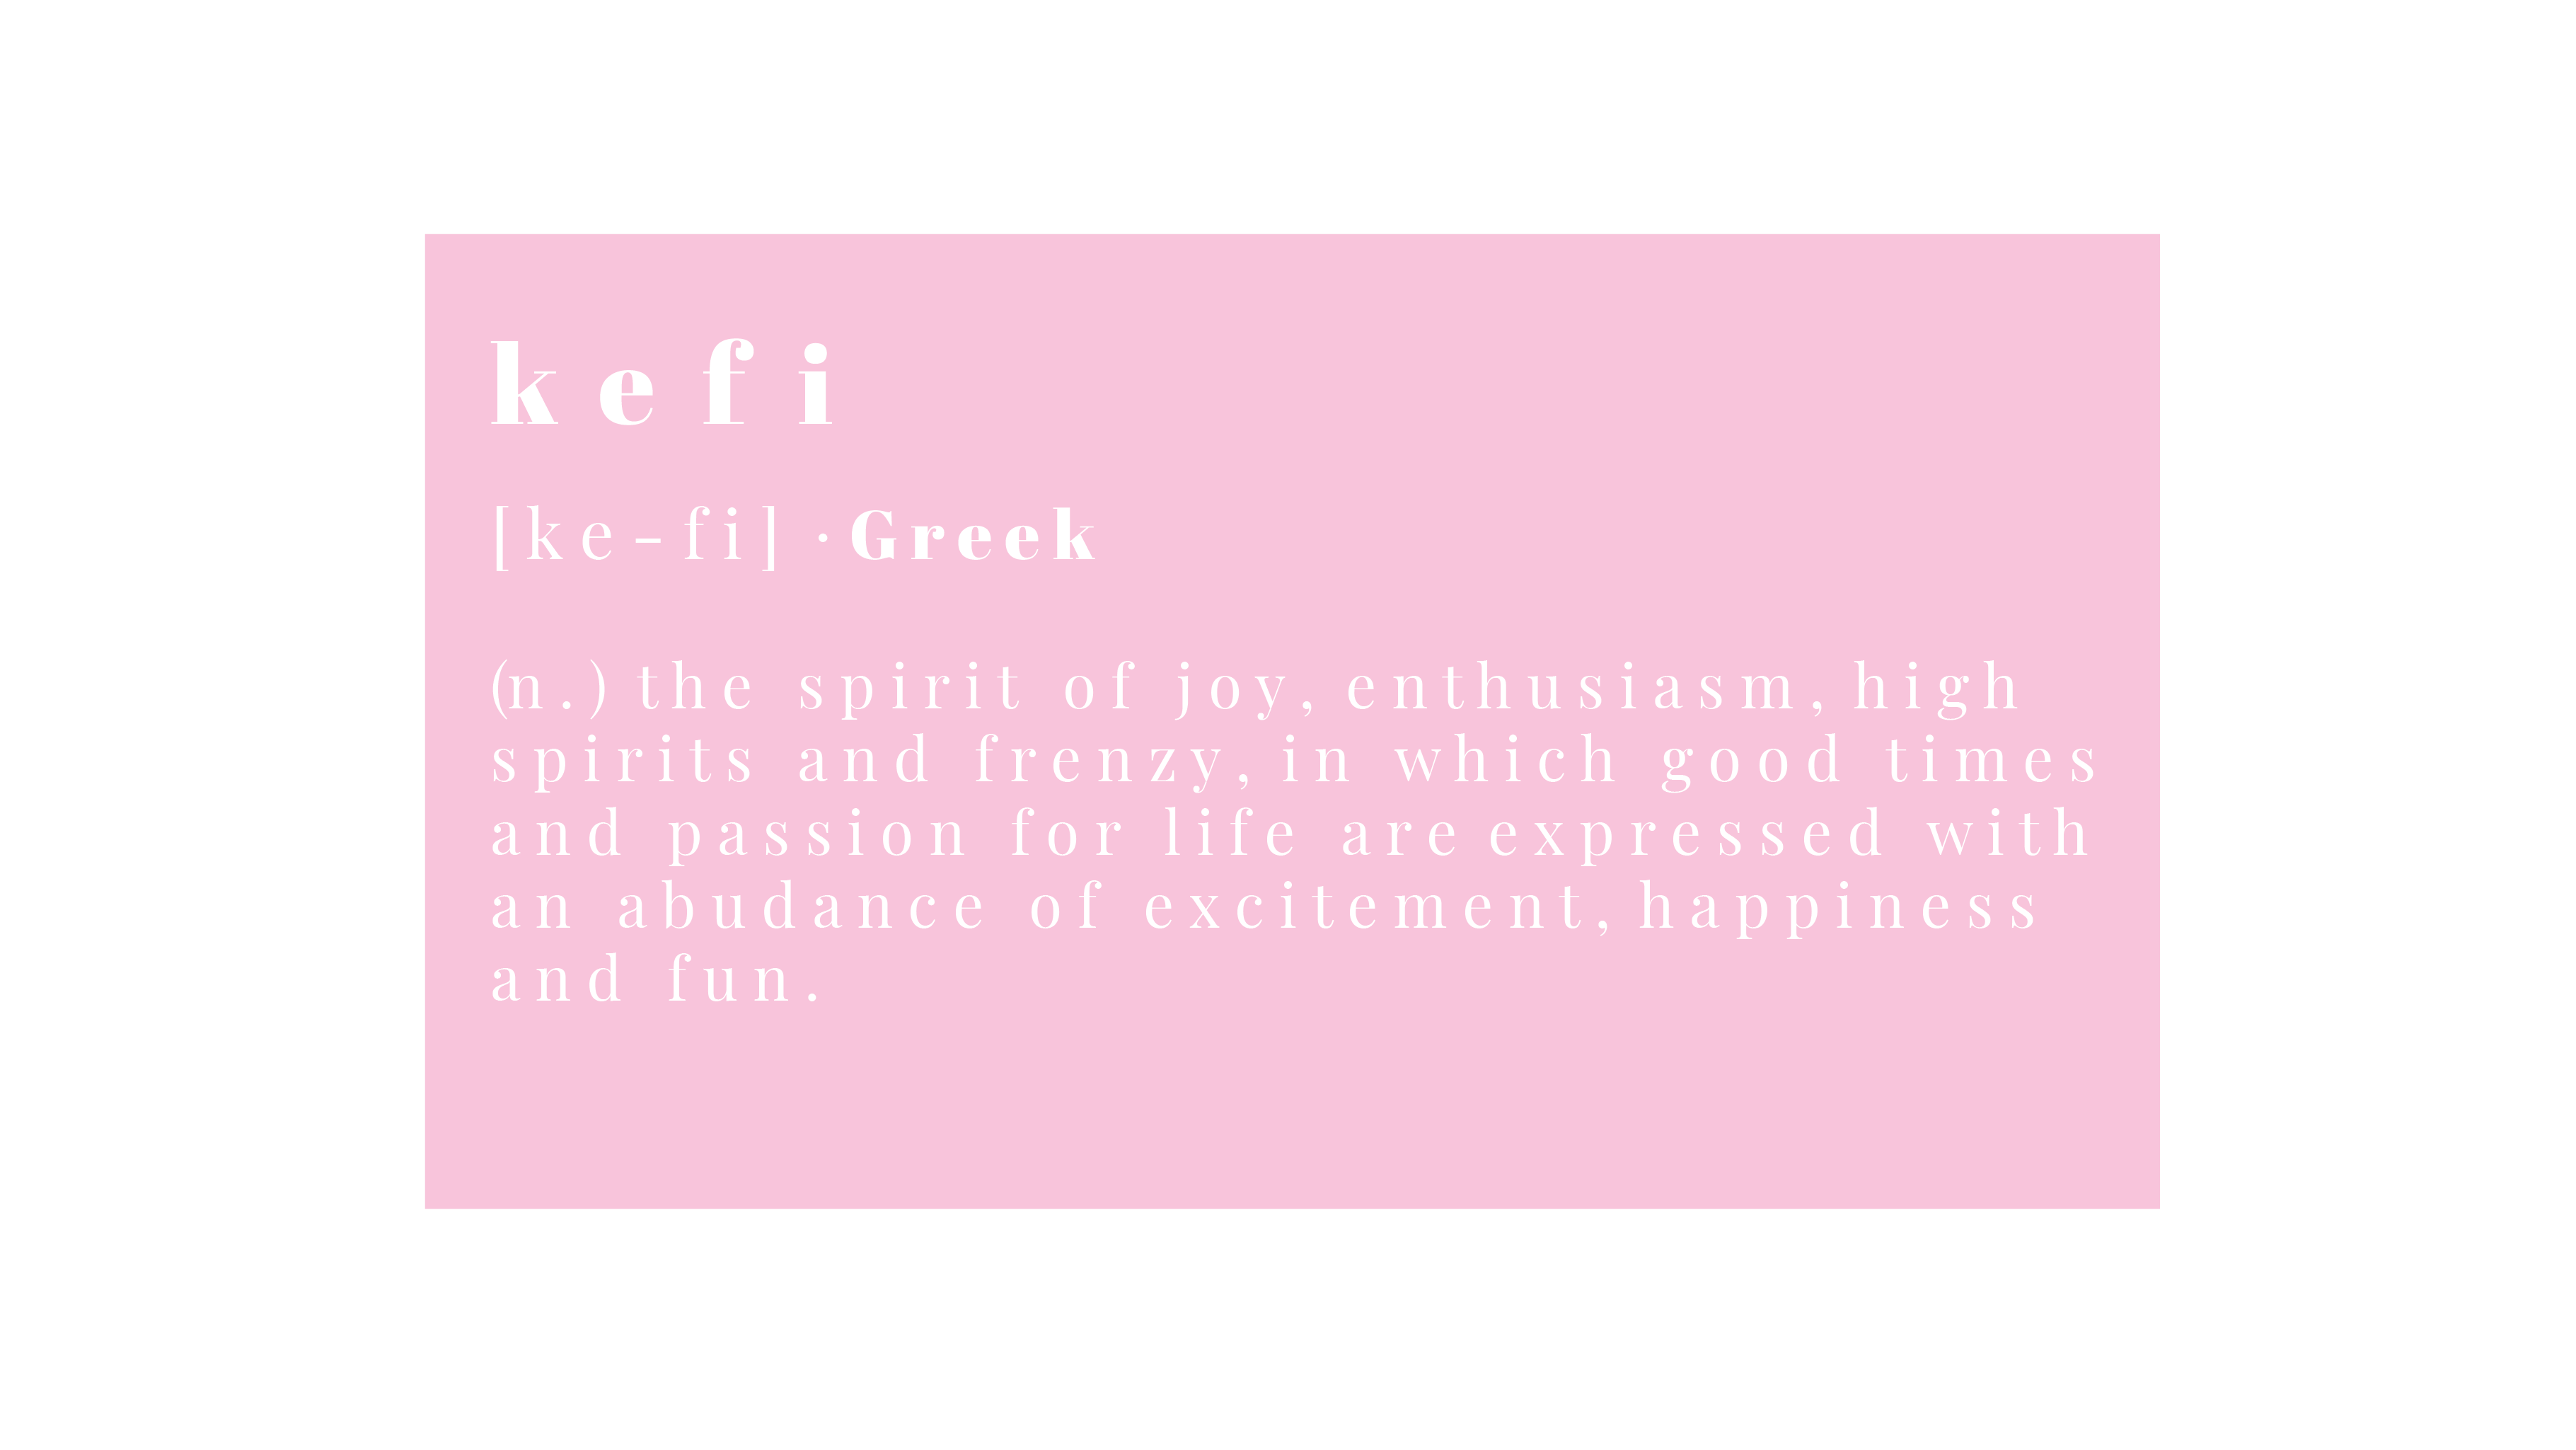 kefi
[ke-fi] · Greek
(n.) the spirit of joy, enthusiasm, high
spirits and frenzy, in which good times
and passion for life are expressed with
an abudance of excitement, happiness
and fun.